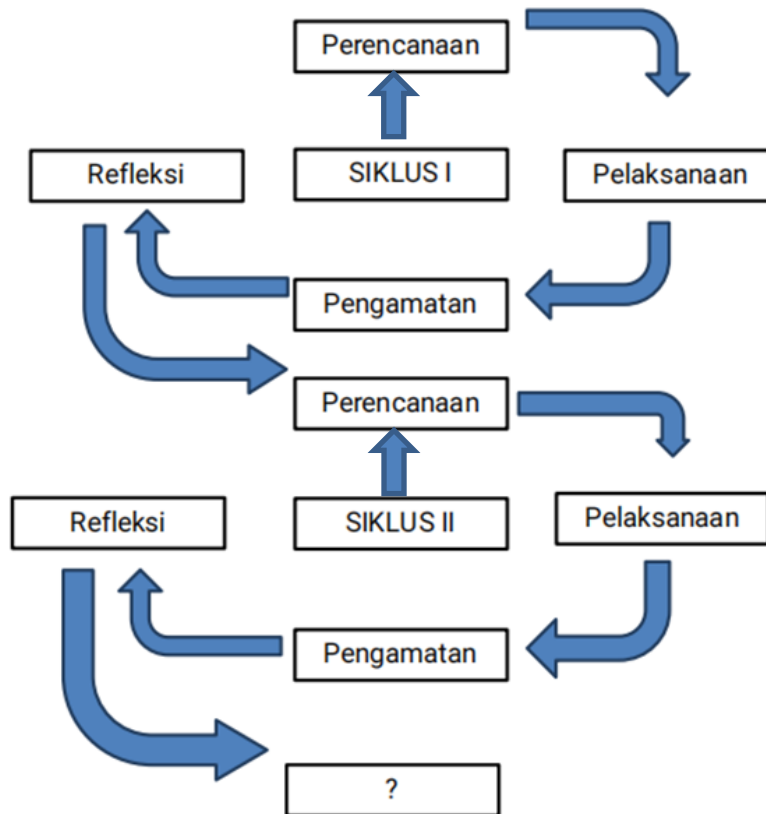 Perencanaan
Refleksi
SIKLUS I
Pelaksanaan
Pengamatan
Perencanaan
Refleksi
SIKLUS II
Pelaksanaan
Pengamatan
?